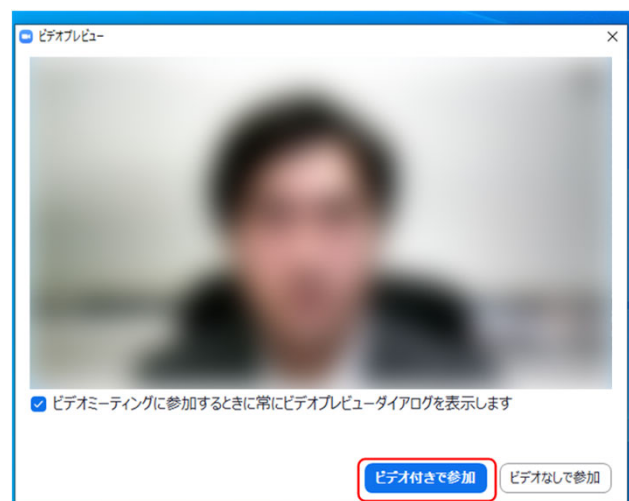 ビデオプレビュー
ビデオミーティングに参加するときに常にビデオプレビューダイアログを表示します
ビデオ付きで参加
ビデオなしで参加